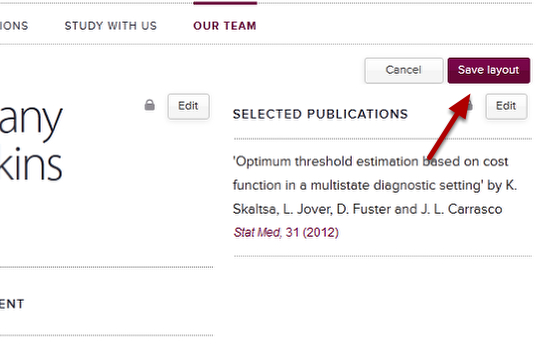 IONS STUDY WITH US OUR TEAM
Cancel Save layout
any
kins
Edit
SELECTED PUBLICATIONS Edit
'Optimum threshold estimation based on cost
function in a multistate diagnostic setting' by K.
Skaltsa, L. Jover, D. Fuster and J. L. Carrasco
Stat Med, 31 (2012)
ENT